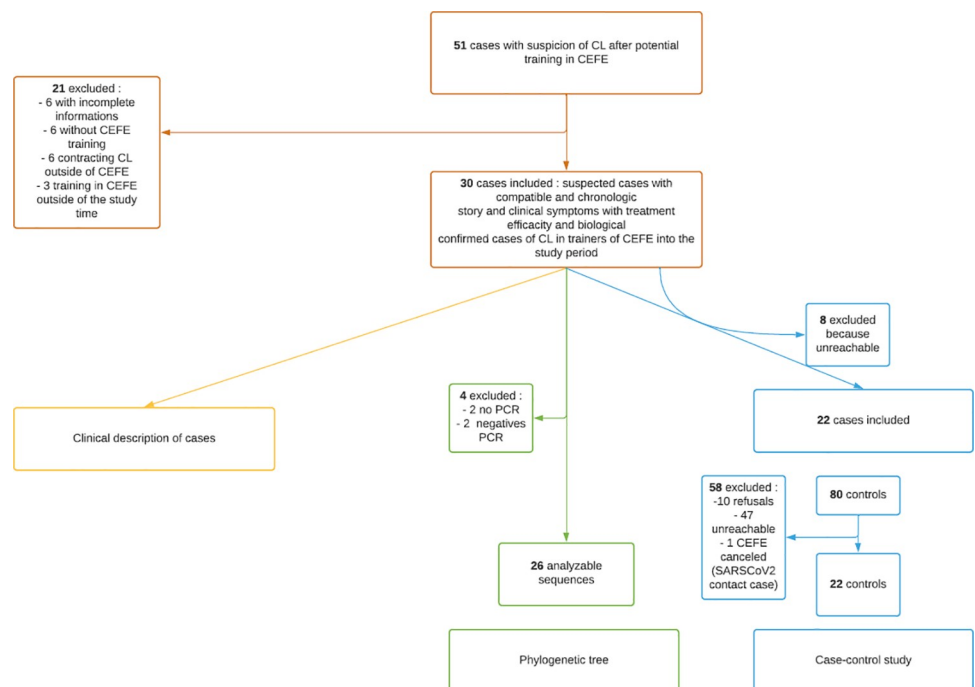 51 cases with suspicion of CL after potential
training in CEFE
21 excluded :
- 6 with incomplete
informations
- 6 without CEFE
training
- 6 contracting CL
outside of CEFE
- 3 training in CEFE
outside of the study
time
30 cases included : suspected cases with
compatible and chronologic
story and clinical symptoms with treatment
efficacity and biological
confirmed cases of CL in trainers of CEFE into the
study period
8 excluded
because
unreachable
4 excluded :
- 2 no PCR
- 2 negatives
PCR
Clinical description of cases
22 cases included
58 excluded :
-10 refusals
- 47
unreachable
- 1 CEFE
canceled
(SARSCoV2
contact case)
80 controls
26 analyzable
sequences
22 controls
Phylogenetic tree
Case-control study